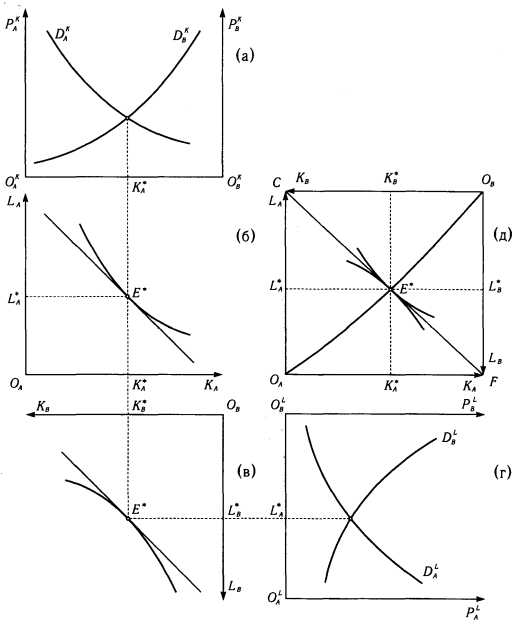 P_A^K P_B^K
D_A^K D_B^K
(а)
O_A^K K_A^* O_B^K
L_A
(б)
L_A^* E*
O_A K_A^* K_A
C K_B K_B^* O_B
L_A
(д)
L_A^* E* L_B^*
L_B
O_A K_A^* K_A F
K_B K_B^* O_B
(в)
E* L_B^*
L_B
O_B^L P_B^L
D_B^L
(г)
L_A^*
D_A^L
O_A^L P_A^L